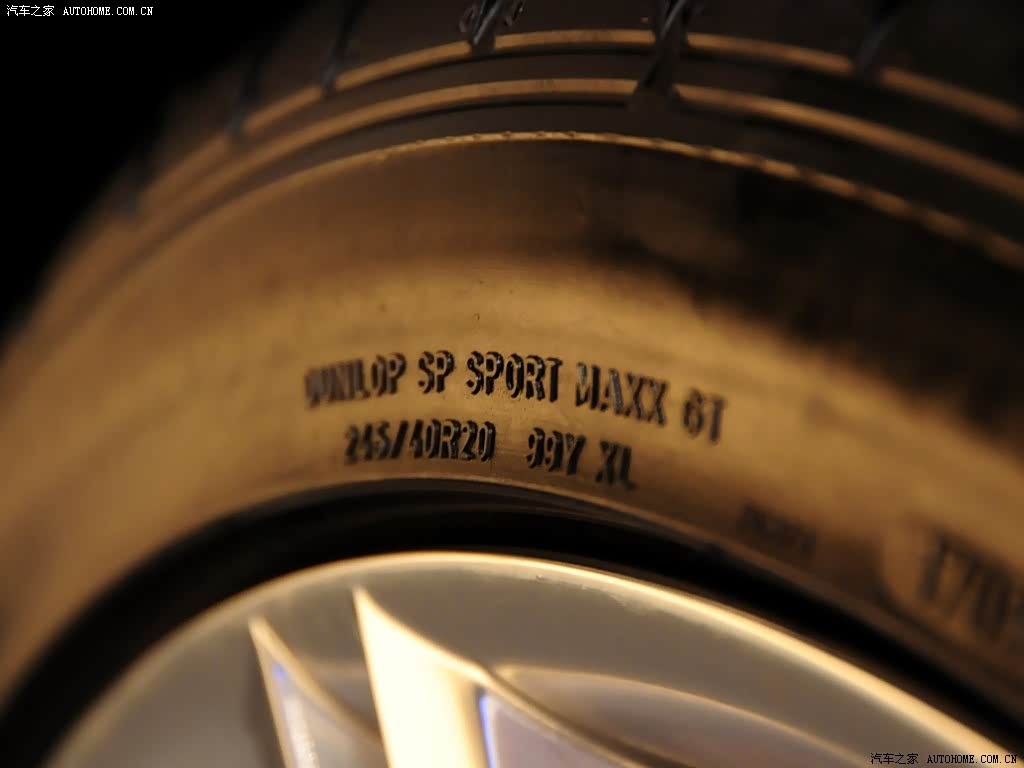 汽车之家 AUTOHOME.COM.CN
DUNLOP SP SPORT MAXX GT
245/40R20 99Y XL
汽车之家 AUTOHOME.COM.CN